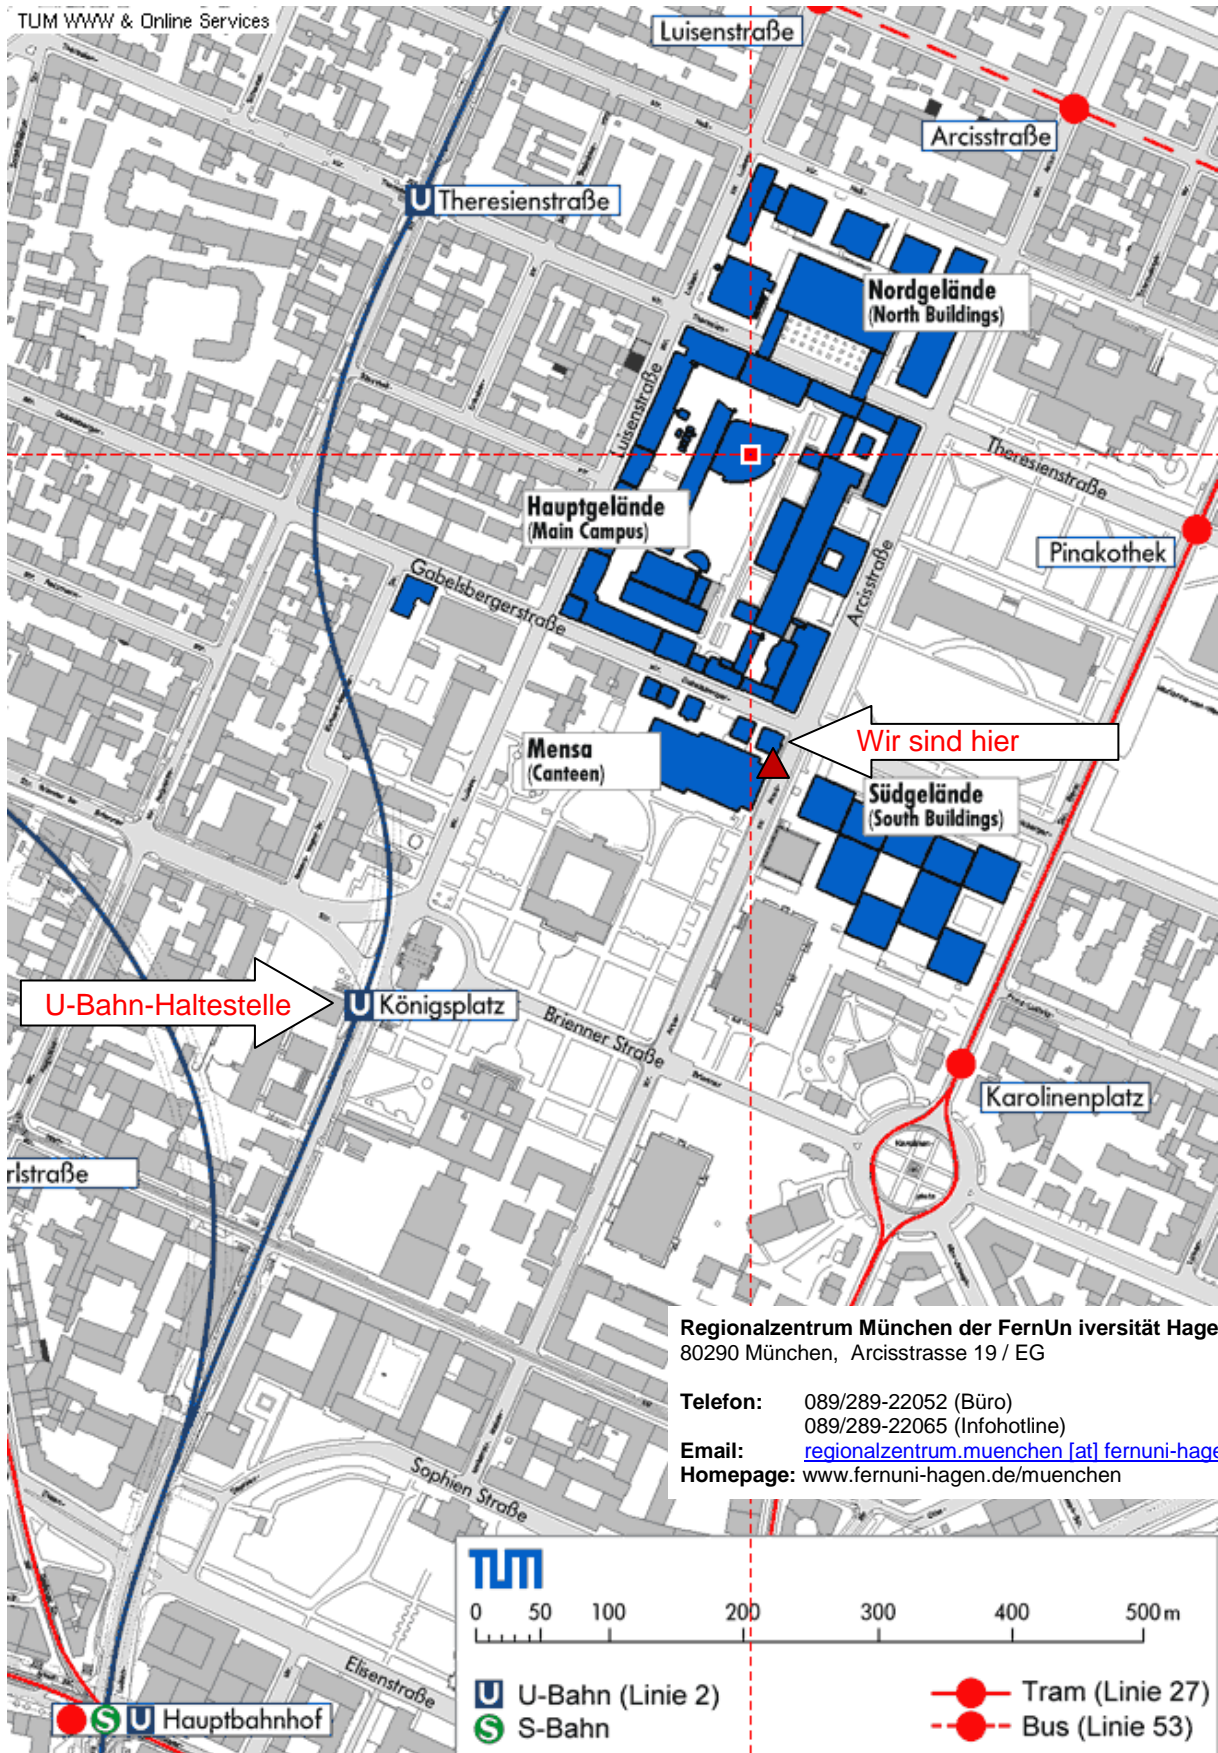 TUM WWW & Online Services
Luisenstraße
Arcisstraße
U Theresienstraße
Nordgelände
(North Buildings)
Luisenstraße
Theresienstraße
Hauptgelände
(Main Campus)
Pinakothek
Gabelsbergerstraße
Arcisstraße
Wir sind hier
Mensa
(Canteen)
Südgelände
(South Buildings)
U-Bahn-Haltestelle
U Königsplatz
Brienner Straße
Karolinenplatz
rlstraße
Regionalzentrum München der FernUn iversität Hage
80290 München, Arcisstrasse 19 / EG
Telefon: 089/289-22052 (Büro)
089/289-22065 (Infohotline)
Email: regionalzentrum.muenchen [at] fernuni-hage
Homepage: www.fernuni-hagen.de/muenchen
Sophien Straße
TUM
0 50 100 200 300 400 500 m
Elisenstraße
U U-Bahn (Linie 2)
S S-Bahn
Tram (Linie 27)
Bus (Linie 53)
S U Hauptbahnhof